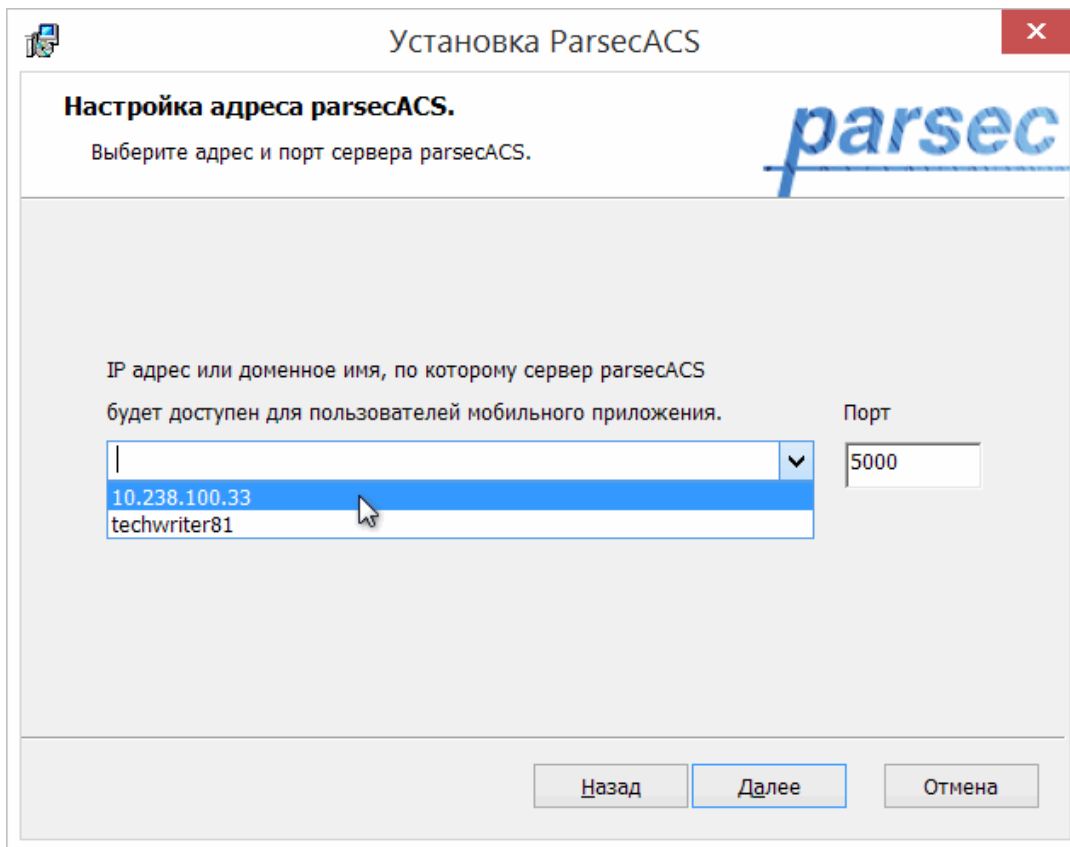 Установка ParsecACS
Настройка адреса parsecACS.
Выберите адрес и порт сервера parsecACS.
parsec
IP адрес или доменное имя, по которому сервер parsecACS
будет доступен для пользователей мобильного приложения.
Порт
5000
10.238.100.33
techwriter81
Назад
Далее
Отмена